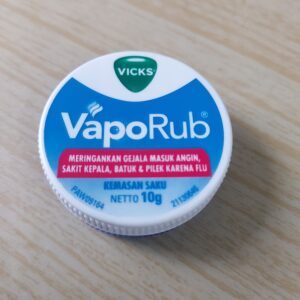 VICKS
VapoRub®
MERINGANKAN GEJALA MASUK ANGIN,
SAKIT KEPALA, BATUK & PILEK KARENA FLU
KEMASAN SAKU
NETTO 10g